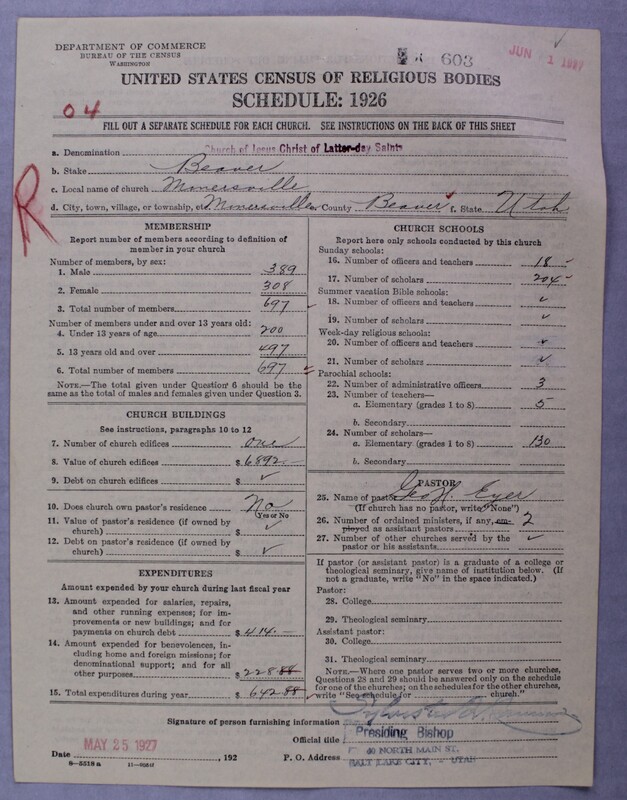 DEPARTMENT OF COMMERCE
BUREAU OF THE CENSUS
WASHINGTON
603
JUN 1 1927
UNITED STATES CENSUS OF RELIGIOUS BODIES
SCHEDULE: 1926
04
FILL OUT A SEPARATE SCHEDULE FOR EACH CHURCH. SEE INSTRUCTIONS ON THE BACK OF THIS SHEET
a. Denomination Church of Jesus Christ of Latter-day Saints
b. Stake Beaver
c. Local name of church Minersville
d. City, town, village, or township, etc Minersville County Beaver f. State Utah
R
MEMBERSHIP
Report number of members according to definition of
member in your church
Number of members, by sex:
1. Male 389
2. Female 308
3. Total number of members 697
Number of members under and over 13 years old:
4. Under 13 years of age 200
5. 13 years old and over 497
6. Total number of members 697
NOTE.—The total given under Question 6 should be the
same as the total of males and females given under Question 3.
CHURCH BUILDINGS
See instructions, paragraphs 10 to 12
7. Number of church edifices one
8. Value of church edifices $ 6892
9. Debt on church edifices $ ✓
10. Does church own pastor's residence No
Yes or No
11. Value of pastor's residence (if owned by
church) $ ✓
12. Debt on pastor's residence (if owned by
church) $ ✓
EXPENDITURES
Amount expended by your church during last fiscal year
13. Amount expended for salaries, repairs,
and other running expenses; for im-
provements or new buildings; and for
payments on church debt $ 414.—
14. Amount expended for benevolences, in-
cluding home and foreign missions; for
denominational support; and for all
other purposes $ 228 88
15. Total expenditures during year $ 642 88
CHURCH SCHOOLS
Report here only schools conducted by this church
Sunday schools:
16. Number of officers and teachers 18
17. Number of scholars 204
Summer vacation Bible schools:
18. Number of officers and teachers ✓
19. Number of scholars ✓
Week-day religious schools:
20. Number of officers and teachers
21. Number of scholars ✓
Parochial schools:
22. Number of administrative officers 3
23. Number of teachers—
a. Elementary (grades 1 to 8) 5
b. Secondary
24. Number of scholars—
a. Elementary (grades 1 to 8) 130
b. Secondary
PASTOR
25. Name of pastor Geo. Eyer
(If church has no pastor, write "None")
26. Number of ordained ministers, if any, em- 2
ployed as assistant pastors
27. Number of other churches served by the ✓
pastor or his assistants
If pastor (or assistant pastor) is a graduate of a college or
theological seminary, give name of institution below. (If
not a graduate, write "No" in the space indicated.)
Pastor:
28. College
29. Theological seminary
Assistant pastor:
30. College
31. Theological seminary
NOTE.—Where one pastor serves two or more churches,
Questions 28 and 29 should be answered only on the schedule
for one of the churches; on the schedules for the other churches,
write "See schedule for church."
Signature of person furnishing information
Official title Presiding Bishop
Date MAY 25 1927, 192 P. O. Address 40 NORTH MAIN ST.
SALT LAKE CITY, - UTAH
8-5518 a